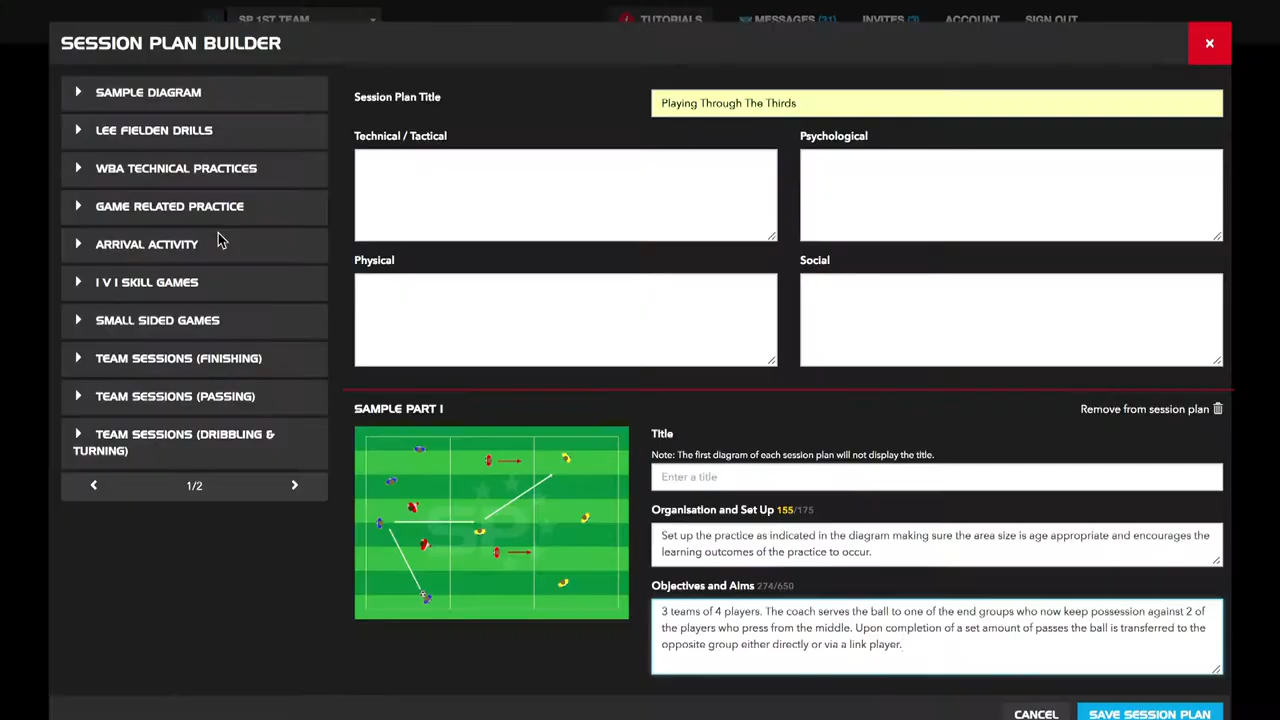 SP 1ST TEAM
TUTORIALS
MESSAGES (31)
INVITES (3)
ACCOUNT
SIGN OUT
SESSION PLAN BUILDER
SAMPLE DIAGRAM
LEE FIELDEN DRILLS
WBA TECHNICAL PRACTICES
GAME RELATED PRACTICE
ARRIVAL ACTIVITY
1 V 1 SKILL GAMES
SMALL SIDED GAMES
TEAM SESSIONS (FINISHING)
TEAM SESSIONS (PASSING)
TEAM SESSIONS (DRIBBLING &
TURNING)
1/2
Session Plan Title
Playing Through The Thirds
Technical / Tactical
Psychological
Physical
Social
SAMPLE PART 1
Remove from session plan
SP
Title
Note: The first diagram of each session plan will not display the title.
Enter a title
Organisation and Set Up 155/175
Set up the practice as indicated in the diagram making sure the area size is age appropriate and encourages the
learning outcomes of the practice to occur.
Objectives and Aims 274/650
3 teams of 4 players. The coach serves the ball to one of the end groups who now keep possession against 2 of
the players who press from the middle. Upon completion of a set amount of passes the ball is transferred to the
opposite group either directly or via a link player.
CANCEL
SAVE SESSION PLAN